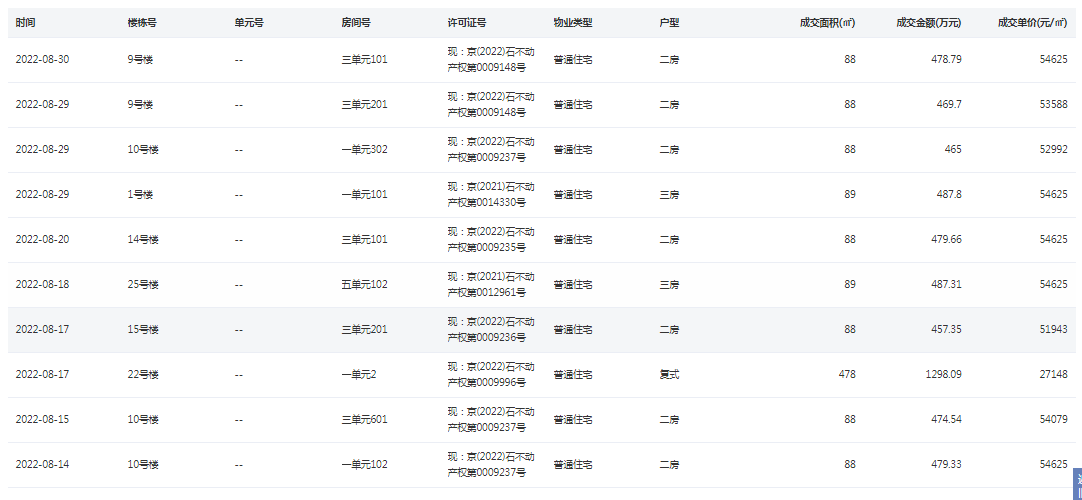 时间 楼栋号 单元号 房间号 许可证号 物业类型 户型 成交面积(㎡) 成交金额(万元) 成交单价(元/㎡)
2022-08-30 9号楼 -- 三单元101 现：京(2022)石不动 普通住宅 二房 88 478.79 54625
产权第0009148号
2022-08-29 9号楼 -- 三单元201 现：京(2022)石不动 普通住宅 二房 88 469.7 53588
产权第0009148号
2022-08-29 10号楼 -- 一单元302 现：京(2022)石不动 普通住宅 二房 88 465 52992
产权第0009237号
2022-08-29 1号楼 -- 一单元101 现：京(2021)石不动 普通住宅 三房 89 487.8 54625
产权第0014330号
2022-08-20 14号楼 -- 三单元101 现：京(2022)石不动 普通住宅 二房 88 479.66 54625
产权第0009235号
2022-08-18 25号楼 -- 五单元102 现：京(2021)石不动 普通住宅 三房 89 487.31 54625
产权第0012961号
2022-08-17 15号楼 -- 三单元201 现：京(2022)石不动 普通住宅 二房 88 457.35 51943
产权第0009236号
2022-08-17 22号楼 -- 一单元2 现：京(2022)石不动 普通住宅 复式 478 1298.09 27148
产权第0009996号
2022-08-15 10号楼 -- 三单元601 现：京(2022)石不动 普通住宅 二房 88 474.54 54079
产权第0009237号
2022-08-14 10号楼 -- 一单元102 现：京(2022)石不动 普通住宅 二房 88 479.33 54625
产权第0009237号